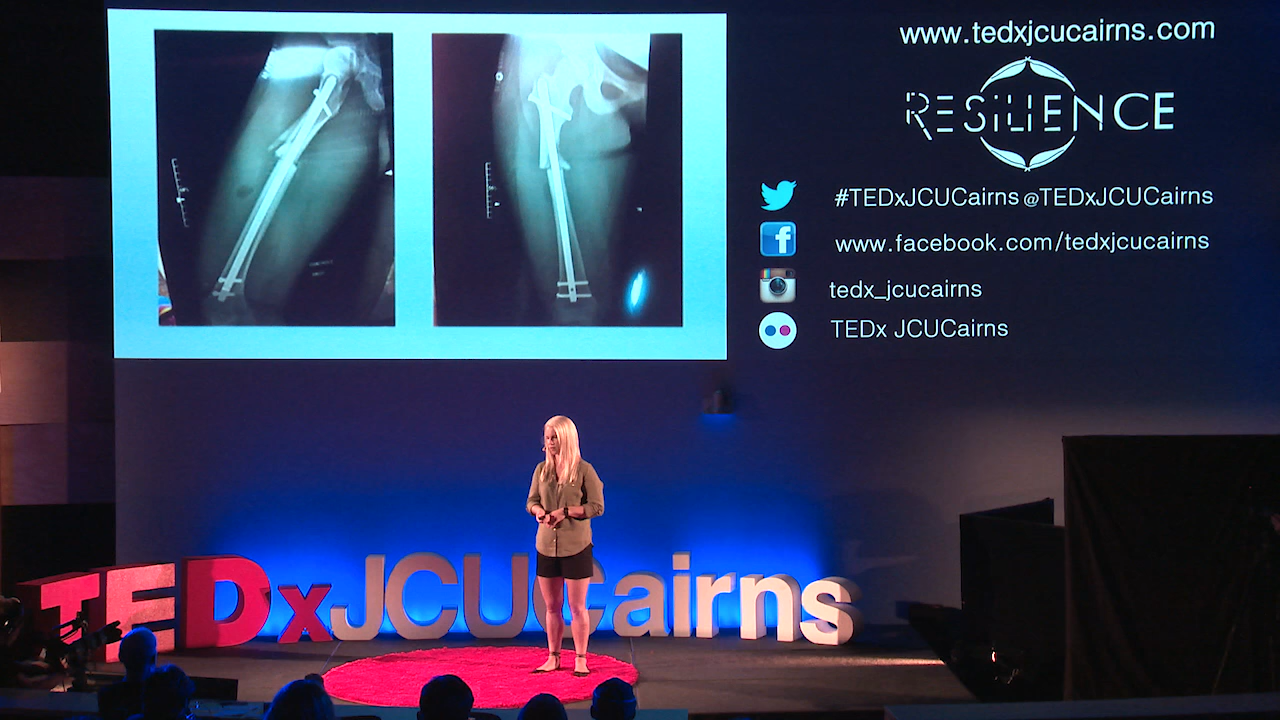 www.tedxjcucairns.com
RESILIENCE
#TEDxJCUCairns @TEDxJCUCairns
www.facebook.com/tedxjcucairns
tedx_jcucairns
TEDx JCUCairns
TEDxJCUCairns